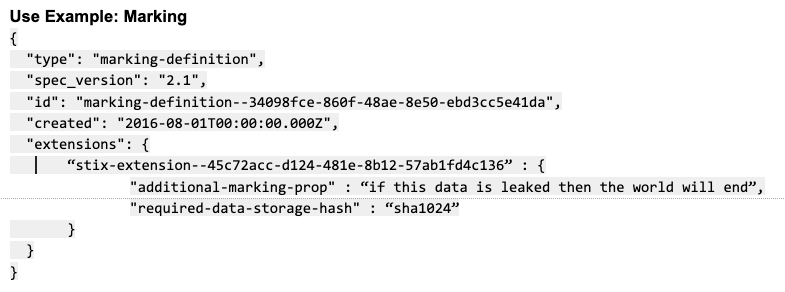 Use Example: Marking
{
"type": "marking-definition",
"spec_version": "2.1",
"id": "marking-definition--34098fce-860f-48ae-8e50-ebd3cc5e41da",
"created": "2016-08-01T00:00:00.000Z",
"extensions": {
“stix-extension--45c72acc-d124-481e-8b12-57ab1fd4c136” : {
"additional-marking-prop" : “if this data is leaked then the world will end”,
"required-data-storage-hash" : “sha1024”
}
}
}